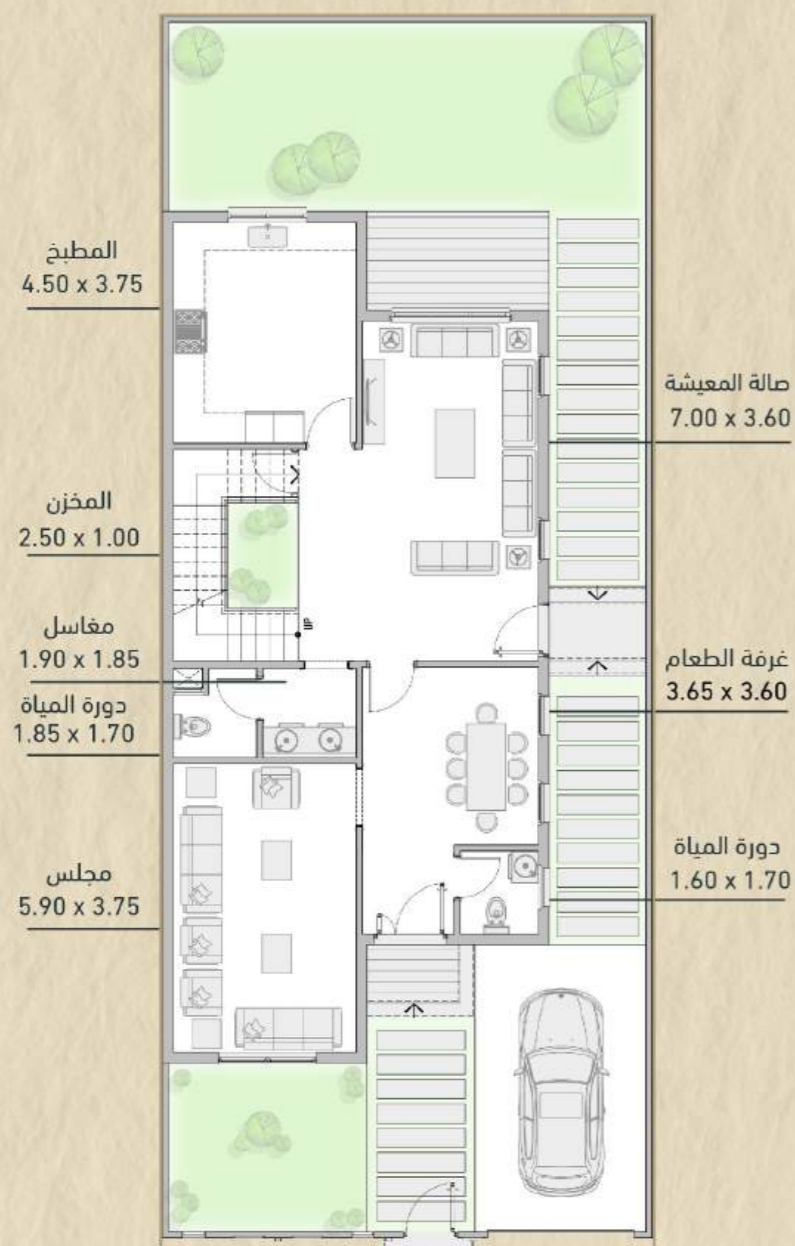 المطبخ
4.50 x 3.75
المخزن
2.50 x 1.00
مغاسل
1.90 x 1.85
دورة المياة
1.85 x 1.70
مجلس
5.90 x 3.75
صالة المعيشة
7.00 x 3.60
غرفة الطعام
3.65 x 3.60
دورة المياة
1.60 x 1.70
UP